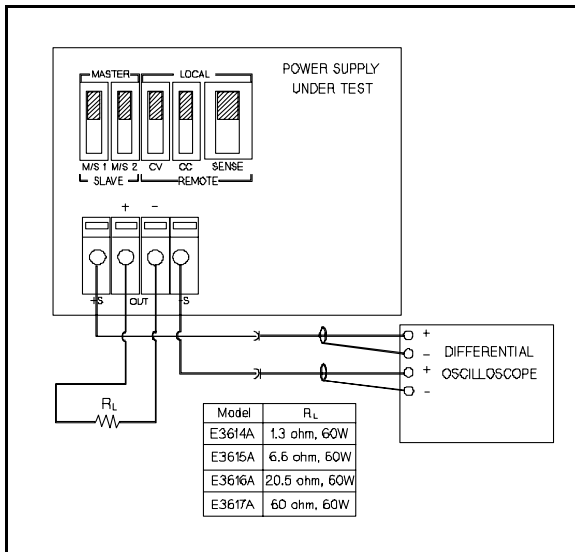 MASTER LOCAL
POWER SUPPLY
UNDER TEST
M/S 1 M/S 2 CV CC SENSE
SLAVE REMOTE
+ -
+S OUT -S
+
-
+
-
DIFFERENTIAL
OSCILLOSCOPE
RL
Model RL
E3614A 1.3 ohm, 60W
E3615A 6.6 ohm, 60W
E3616A 20.5 ohm, 60W
E3617A 60 ohm, 60W